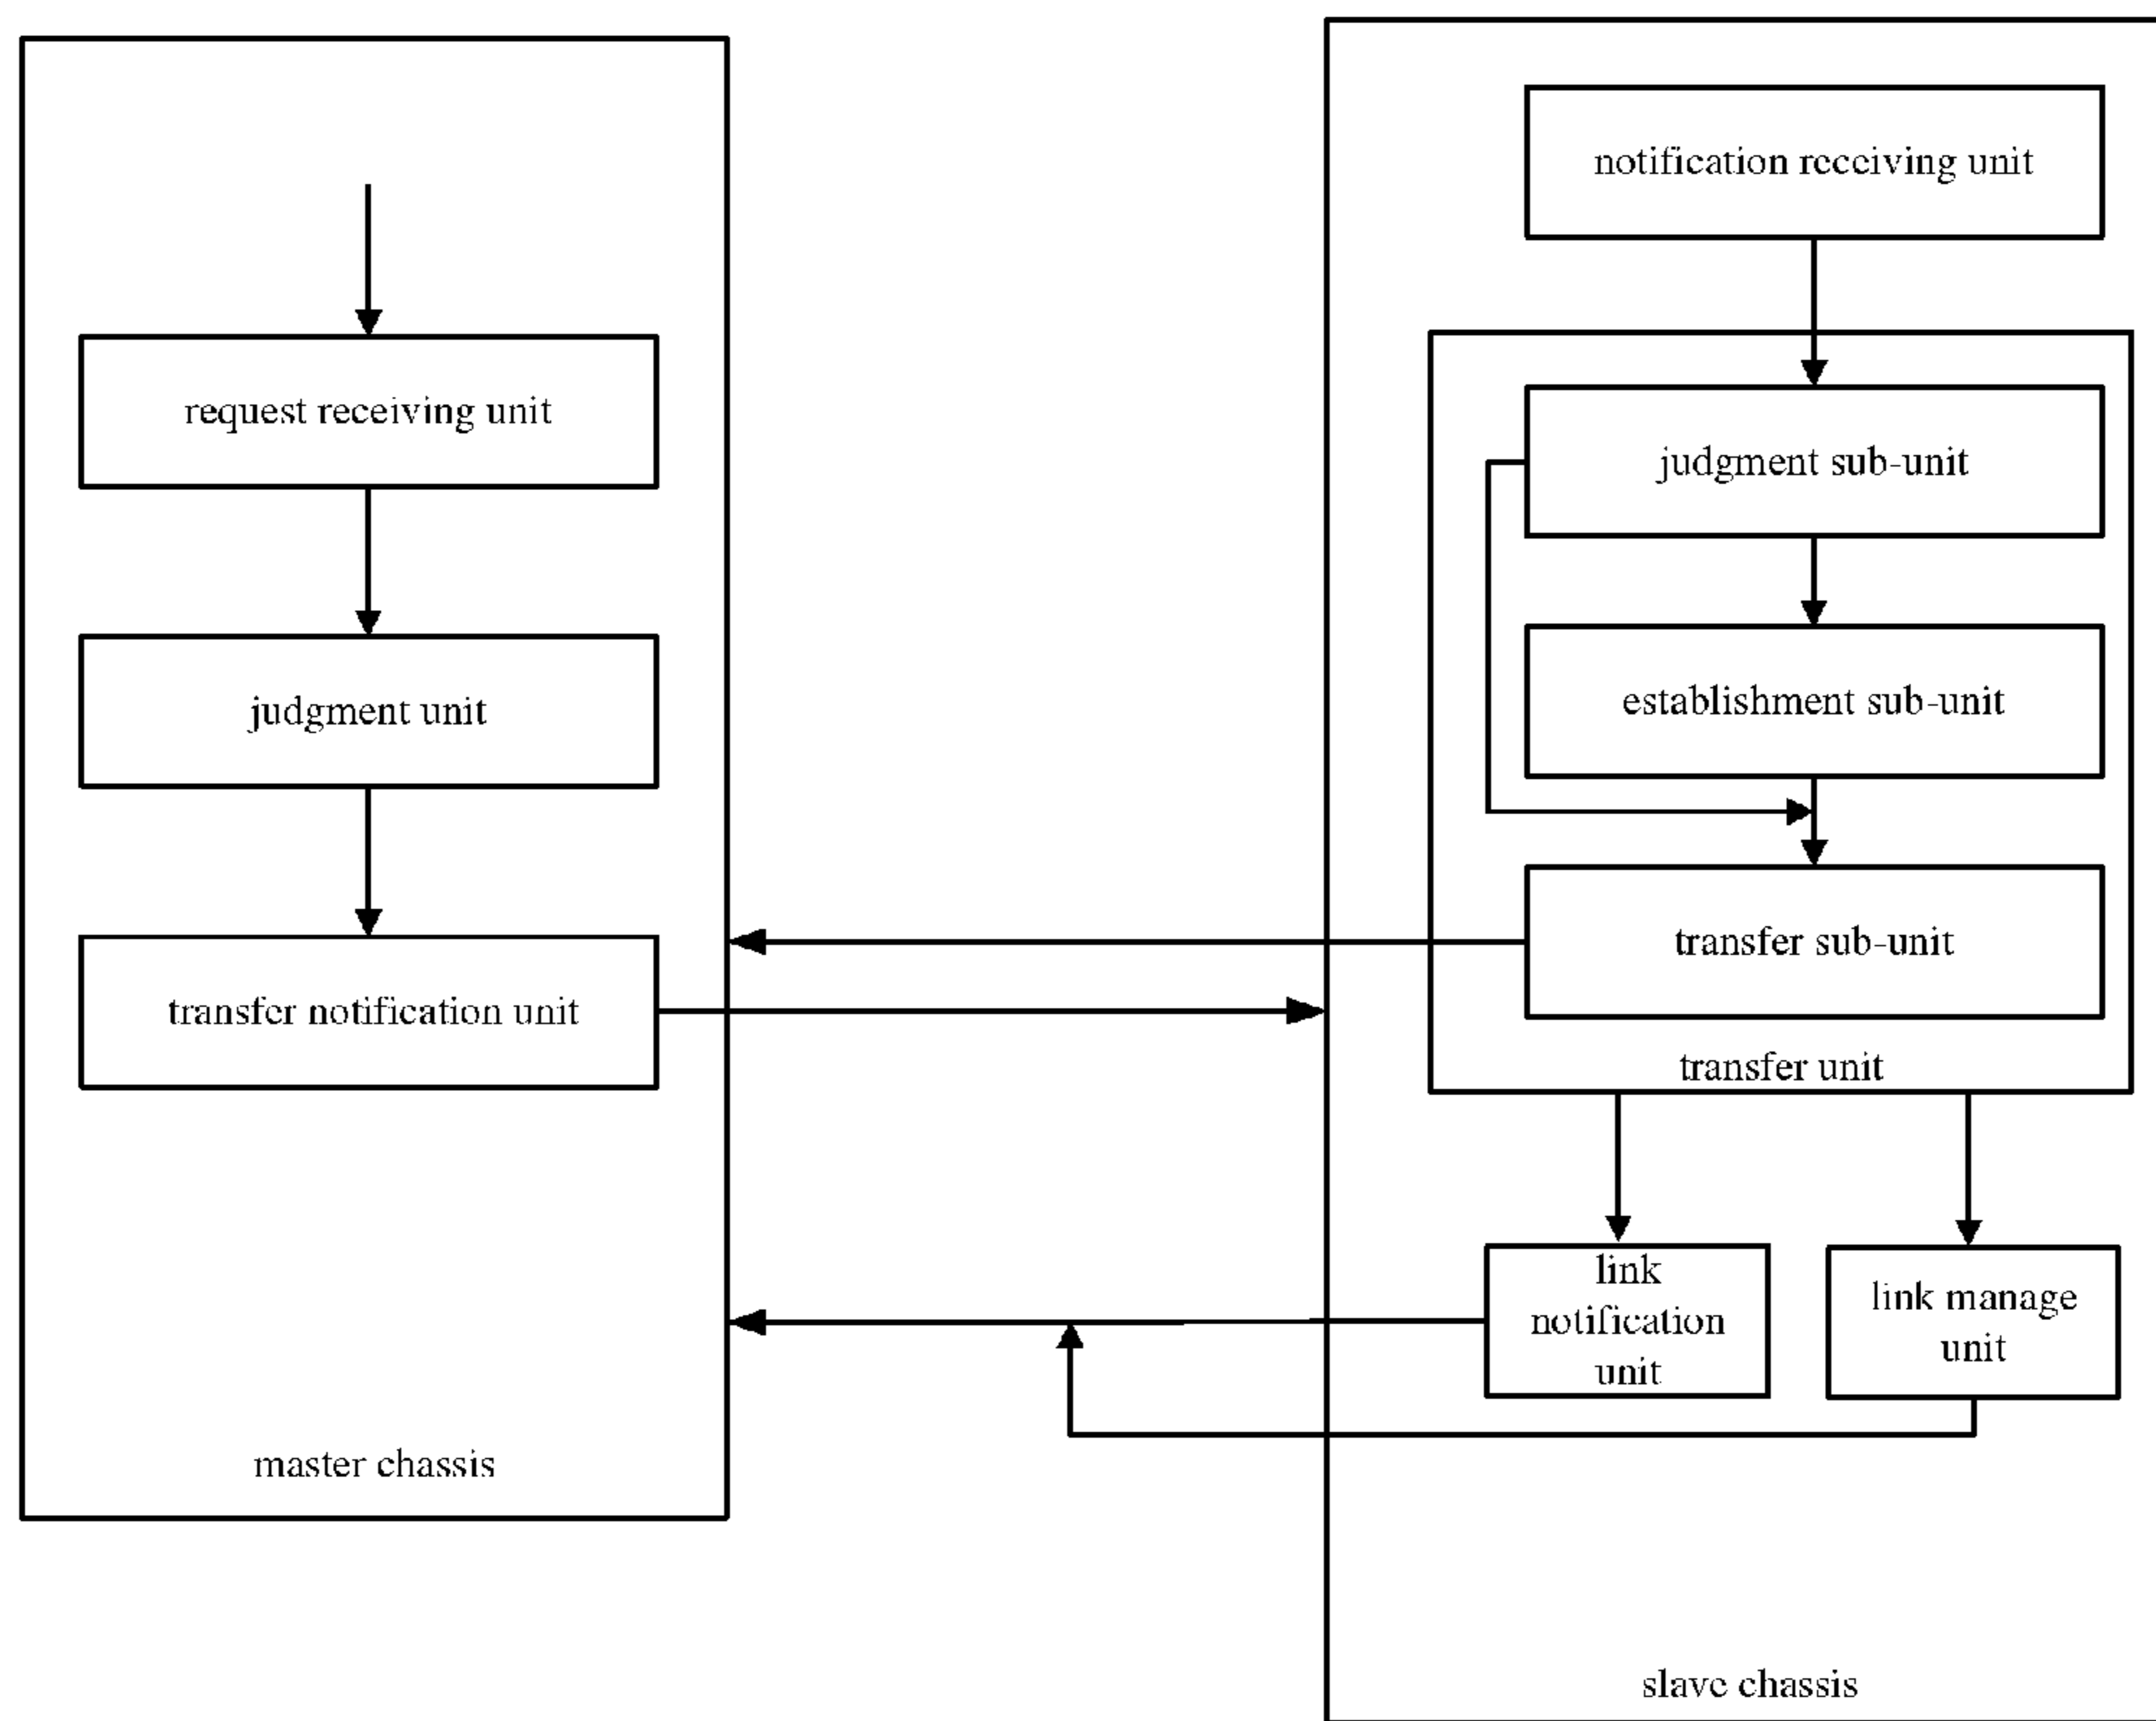 request receiving unit
judgment unit
transfer notification unit
master chassis
notification receiving unit
judgment sub-unit
establishment sub-unit
transfer sub-unit
transfer unit
link
notification
unit
link manage
unit
slave chassis